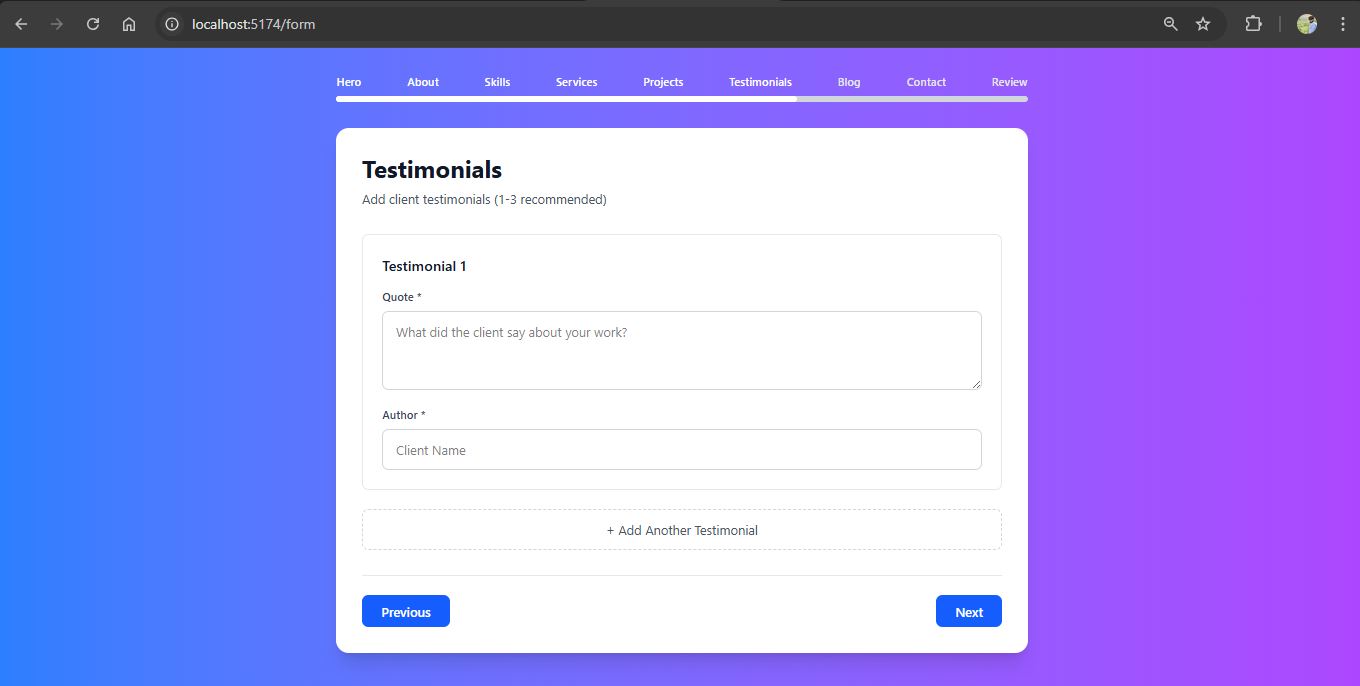 localhost:5174/form
Hero About Skills Services Projects Testimonials Blog Contact Review
Testimonials
Add client testimonials (1-3 recommended)
Testimonial 1
Quote *
What did the client say about your work?
Author *
Client Name
+ Add Another Testimonial
Previous Next